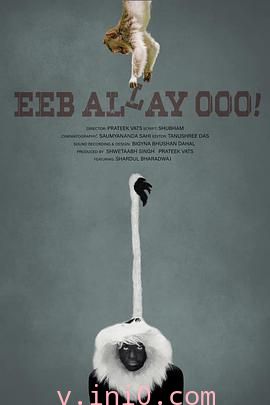 EEB ALLAY OOO!
DIRECTOR: PRATEEK VATS SCRIPT: SHUBHAM
CINEMATOGRAPHY: SAUMYANANDA SAHI EDITOR: TANUSHREE DAS
SOUND RECORDING & DESIGN: BIGYNA BHUSHAN DAHAL
PRODUCED BY SHWETAABH SINGH PRATEEK VATS
FEATURING SHARDUL BHARADWAJ
v.ini0.com